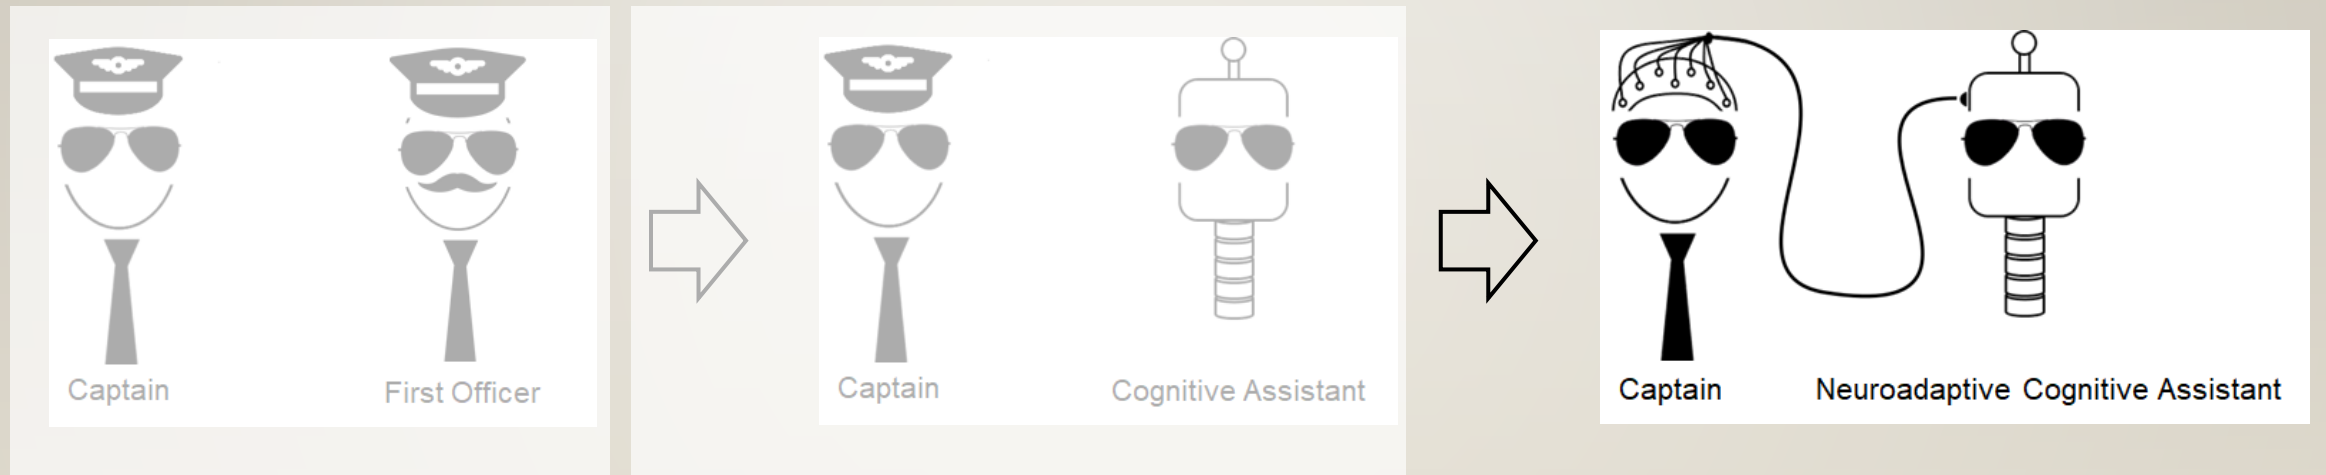 Captain
First Officer
Captain
Cognitive Assistant
Captain
Neuroadaptive Cognitive Assistant